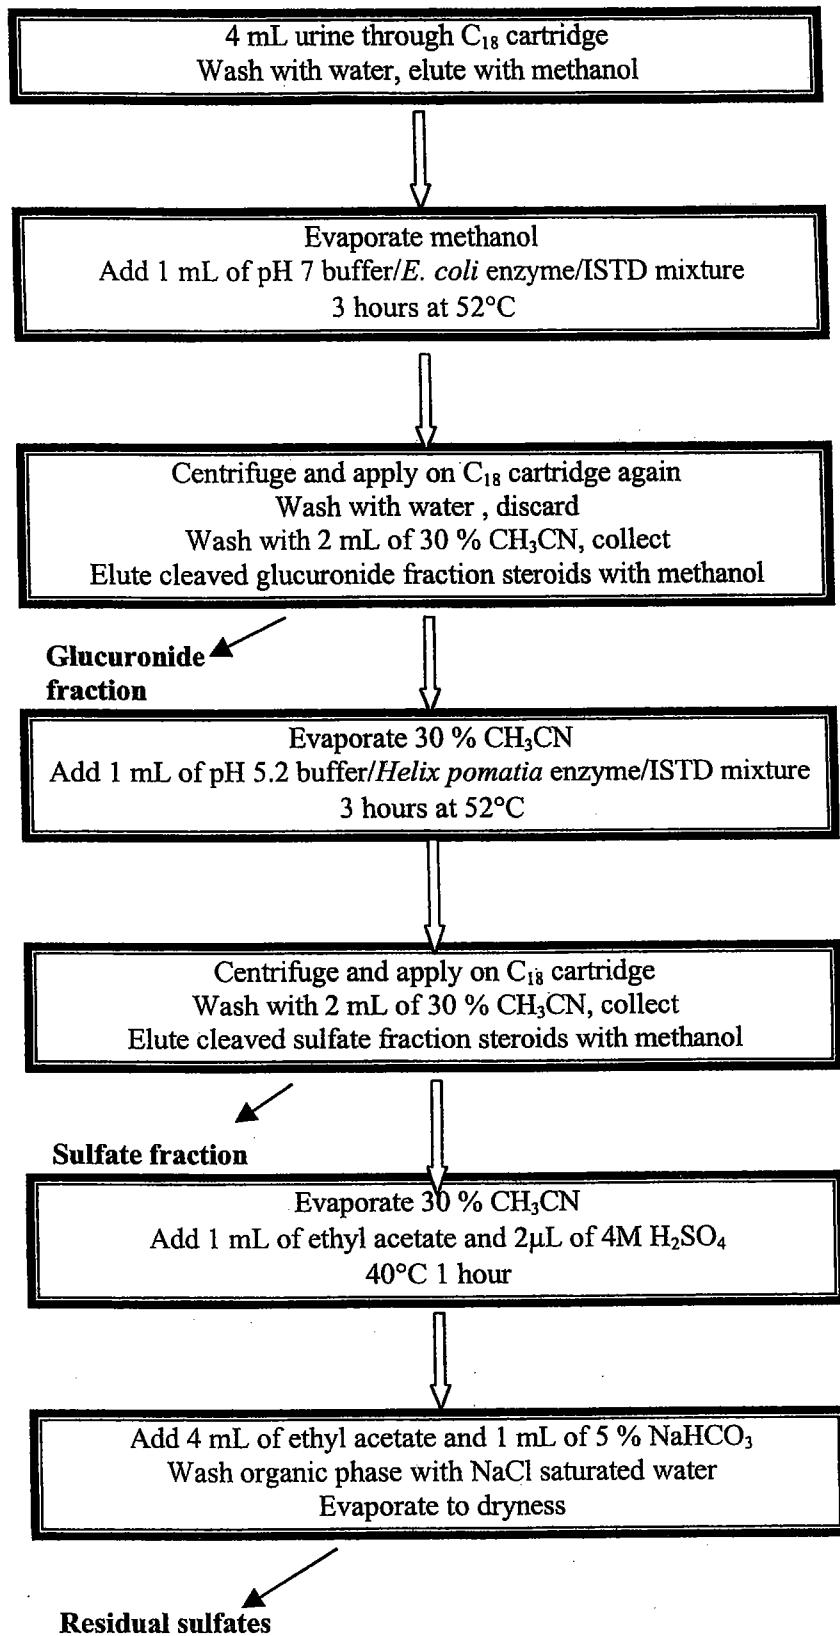 4 mL urine through C₁₈ cartridge
Wash with water, elute with methanol
Evaporate methanol
Add 1 mL of pH 7 buffer/E. coli enzyme/ISTD mixture
3 hours at 52°C
Centrifuge and apply on C₁₈ cartridge again
Wash with water , discard
Wash with 2 mL of 30 % CH₃CN, collect
Elute cleaved glucuronide fraction steroids with methanol
Glucuronide
fraction
Evaporate 30 % CH₃CN
Add 1 mL of pH 5.2 buffer/Helix pomatia enzyme/ISTD mixture
3 hours at 52°C
Centrifuge and apply on C₁₈ cartridge
Wash with 2 mL of 30 % CH₃CN, collect
Elute cleaved sulfate fraction steroids with methanol
Sulfate fraction
Evaporate 30 % CH₃CN
Add 1 mL of ethyl acetate and 2µL of 4M H₂SO₄
40°C 1 hour
Add 4 mL of ethyl acetate and 1 mL of 5 % NaHCO₃
Wash organic phase with NaCl saturated water
Evaporate to dryness
Residual sulfates